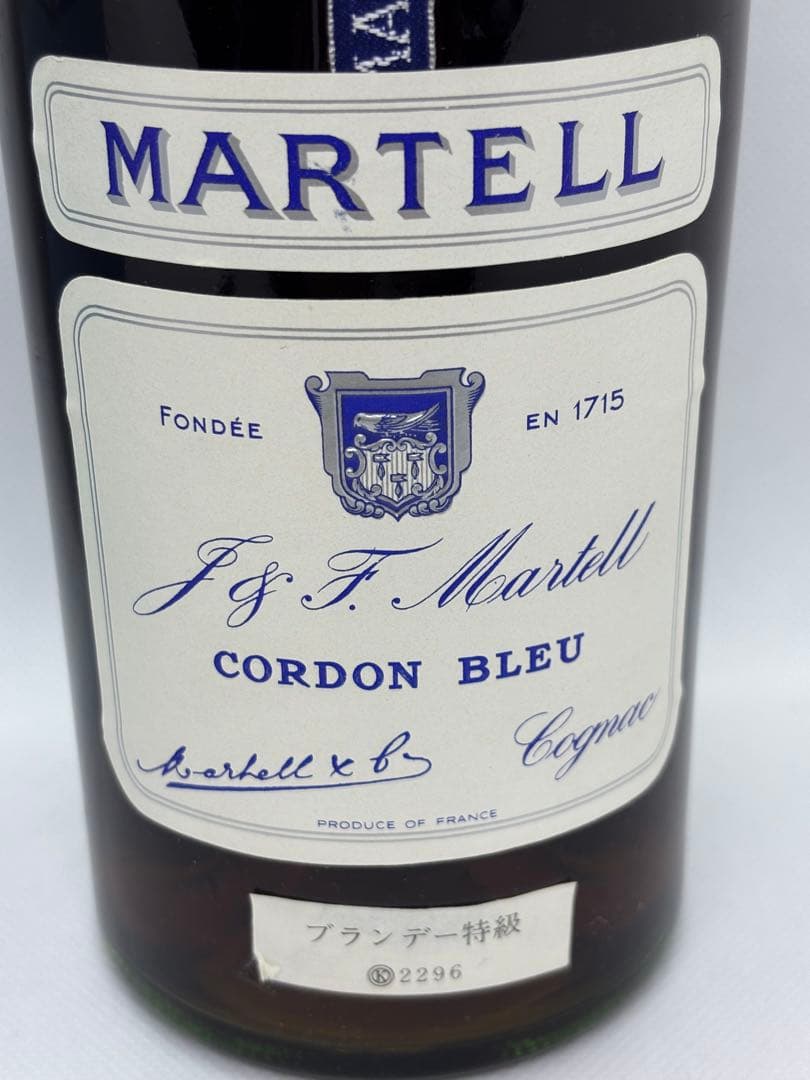 MA
MARTELL
FONDÉE EN 1715
J & F. Martell
CORDON BLEU
Martell & Co
Cognac
PRODUCE OF FRANCE
ブランデー特級
Ⓚ2296